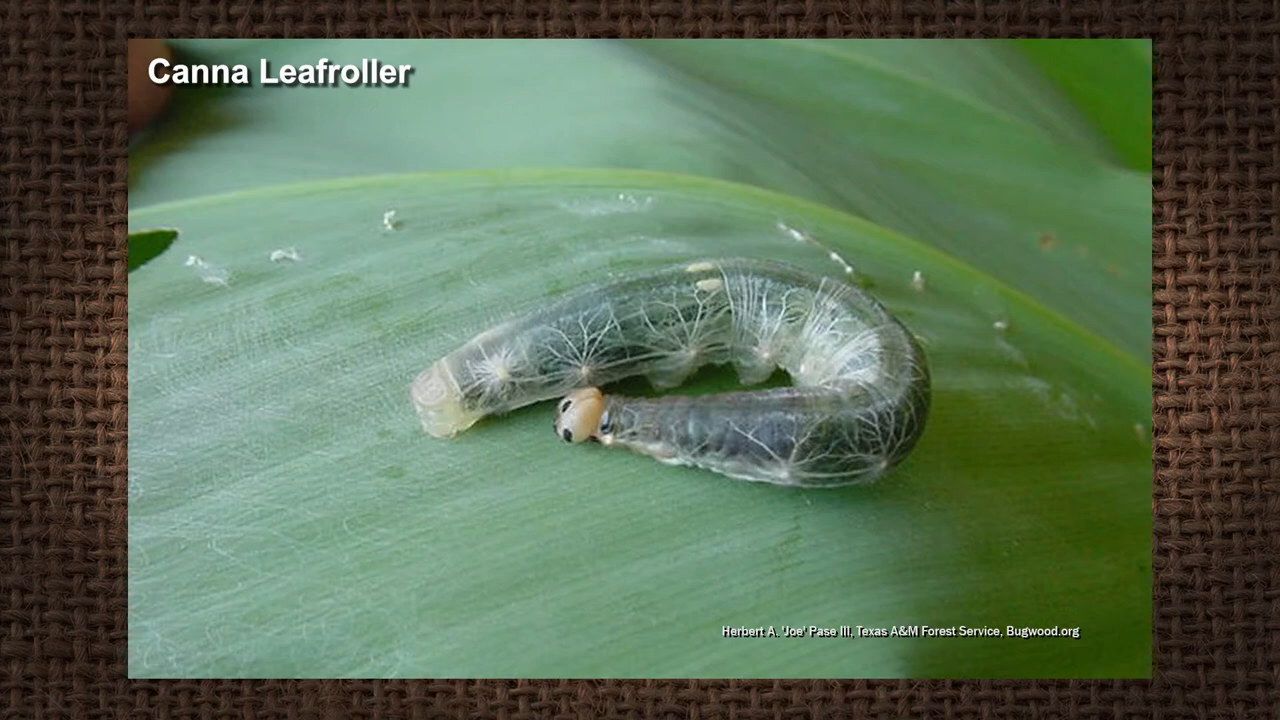 Canna Leafroller
Herbert A. 'Joe' Pase III, Texas A&M Forest Service, Bugwood.org